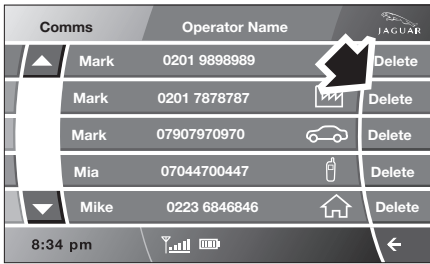 Comms Operator Name JAGUAR
Mark 0201 9898989 Delete
Mark 0201 7878787 Delete
Mark 07907970970 Delete
Mia 07044700447 Delete
Mike 0223 6846846 Delete
8:34 pm